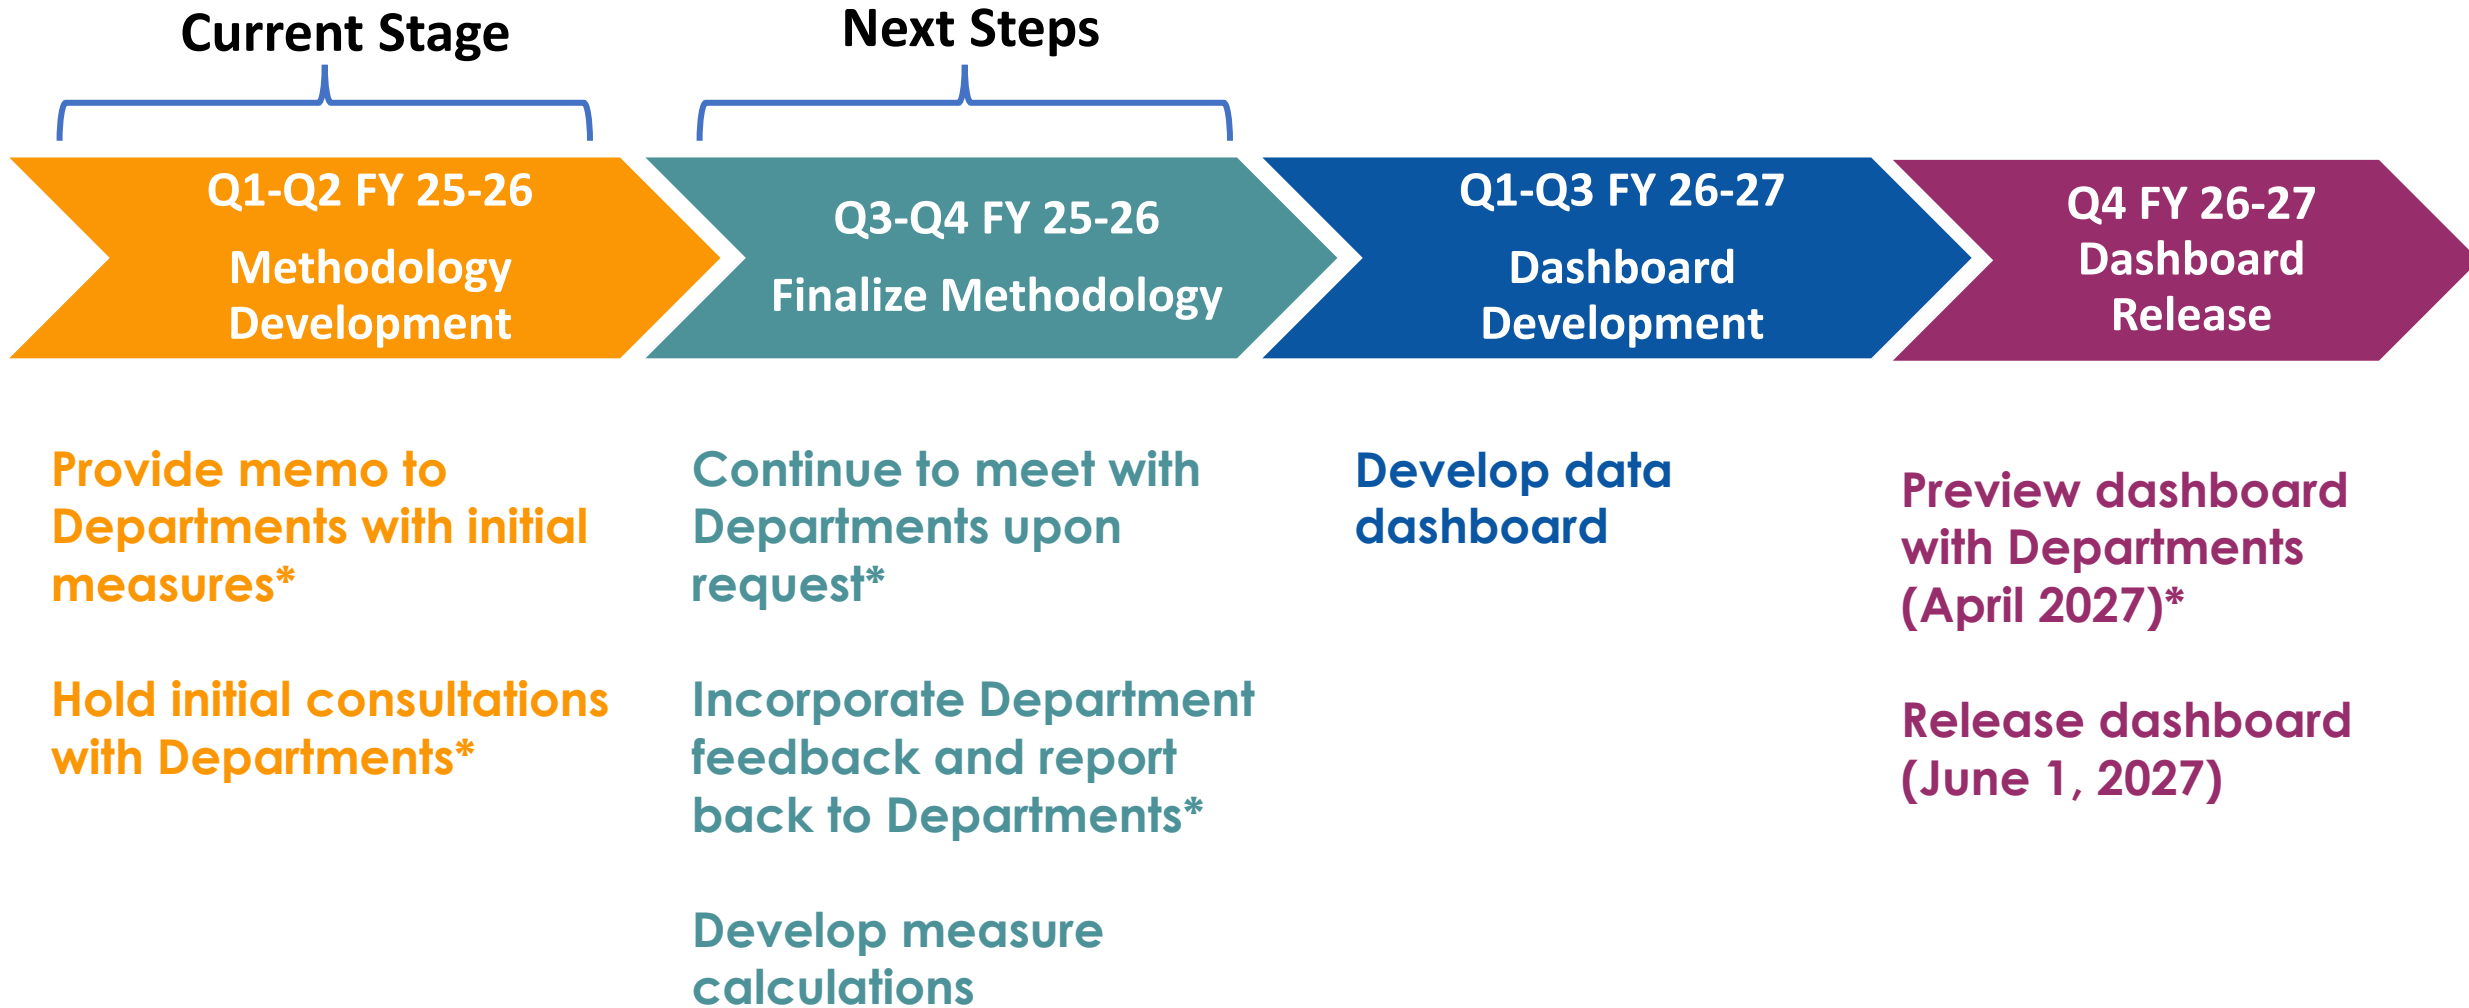 Current Stage
Next Steps
Q1-Q2 FY 25-26
Methodology
Development
Q3-Q4 FY 25-26
Finalize Methodology
Q1-Q3 FY 26-27
Dashboard
Development
Q4 FY 26-27
Dashboard
Release
Provide memo to
Departments with initial
measures*
Hold initial consultations
with Departments*
Continue to meet with
Departments upon
request*
Incorporate Department
feedback and report
back to Departments*
Develop measure
calculations
Develop data
dashboard
Preview dashboard
with Departments
(April 2027)*
Release dashboard
(June 1, 2027)